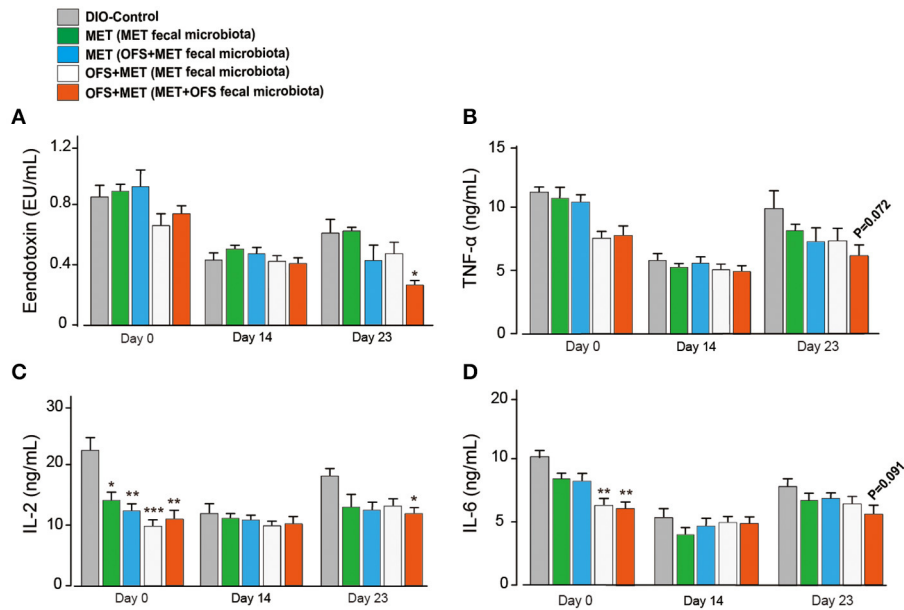 DIO-Control
MET (MET fecal microbiota)
MET (OFS+MET fecal microbiota)
OFS+MET (MET fecal microbiota)
OFS+MET (MET+OFS fecal microbiota)
A
Eendotoxin (EU/mL)
1.2
0.8
0.4
0
*
Day 0
Day 14
Day 23
B
TNF-α (ng/mL)
15
10
5
0
P=0.072
Day 0
Day 14
Day 23
C
IL-2 (ng/mL)
30
20
10
0
*
**
***
**
*
Day 0
Day 14
Day 23
D
IL-6 (ng/mL)
20
10
5
0
**
**
P=0.091
Day 0
Day 14
Day 23